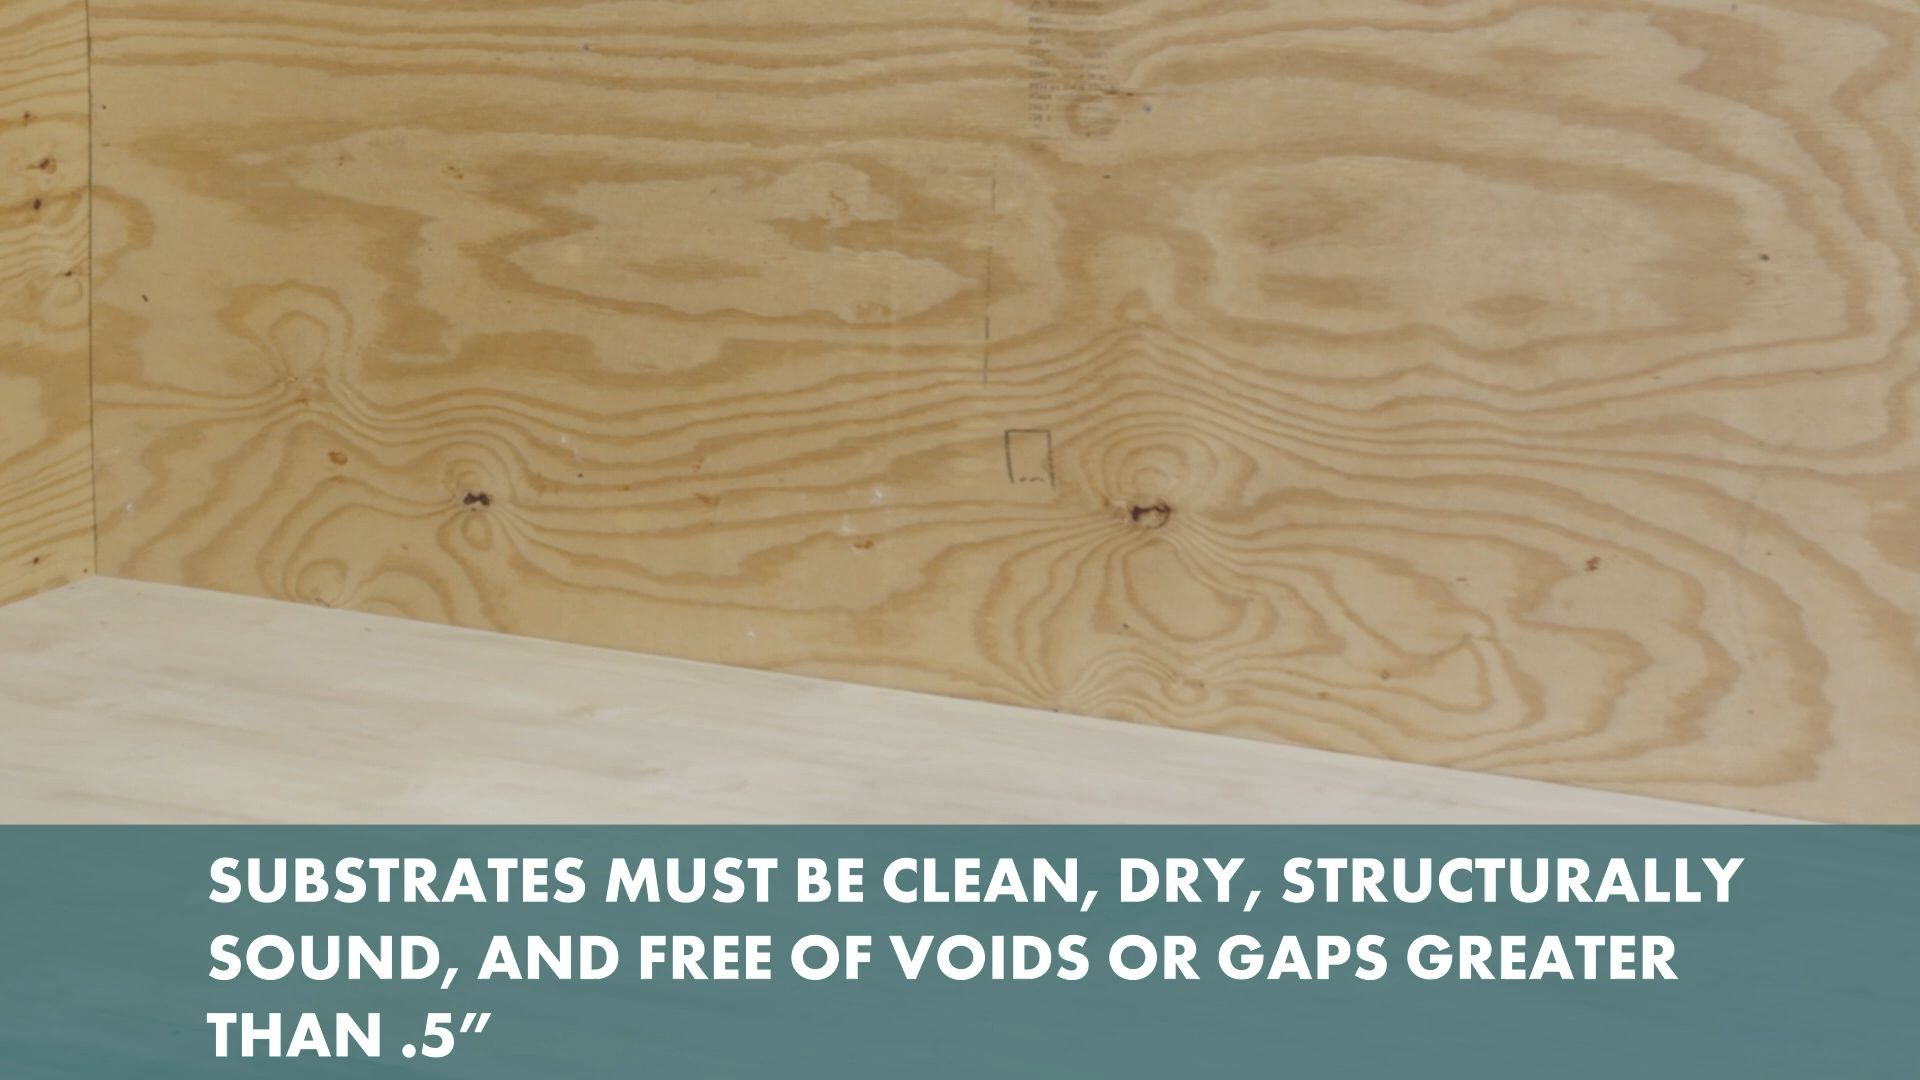 SUBSTRATES MUST BE CLEAN, DRY, STRUCTURALLY
SOUND, AND FREE OF VOIDS OR GAPS GREATER
THAN .5”